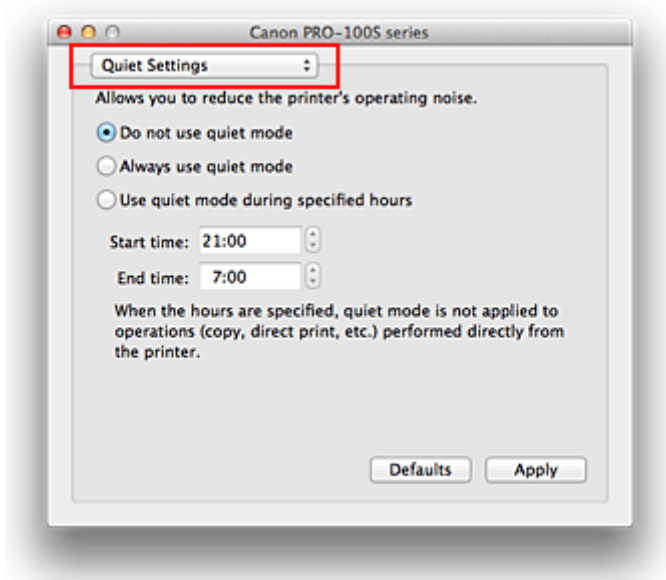 Canon PRO-100S series
Quiet Settings
Allows you to reduce the printer's operating noise.
Do not use quiet mode
Always use quiet mode
Use quiet mode during specified hours
Start time: 21:00
End time: 7:00
When the hours are specified, quiet mode is not applied to
operations (copy, direct print, etc.) performed directly from
the printer.
Defaults Apply